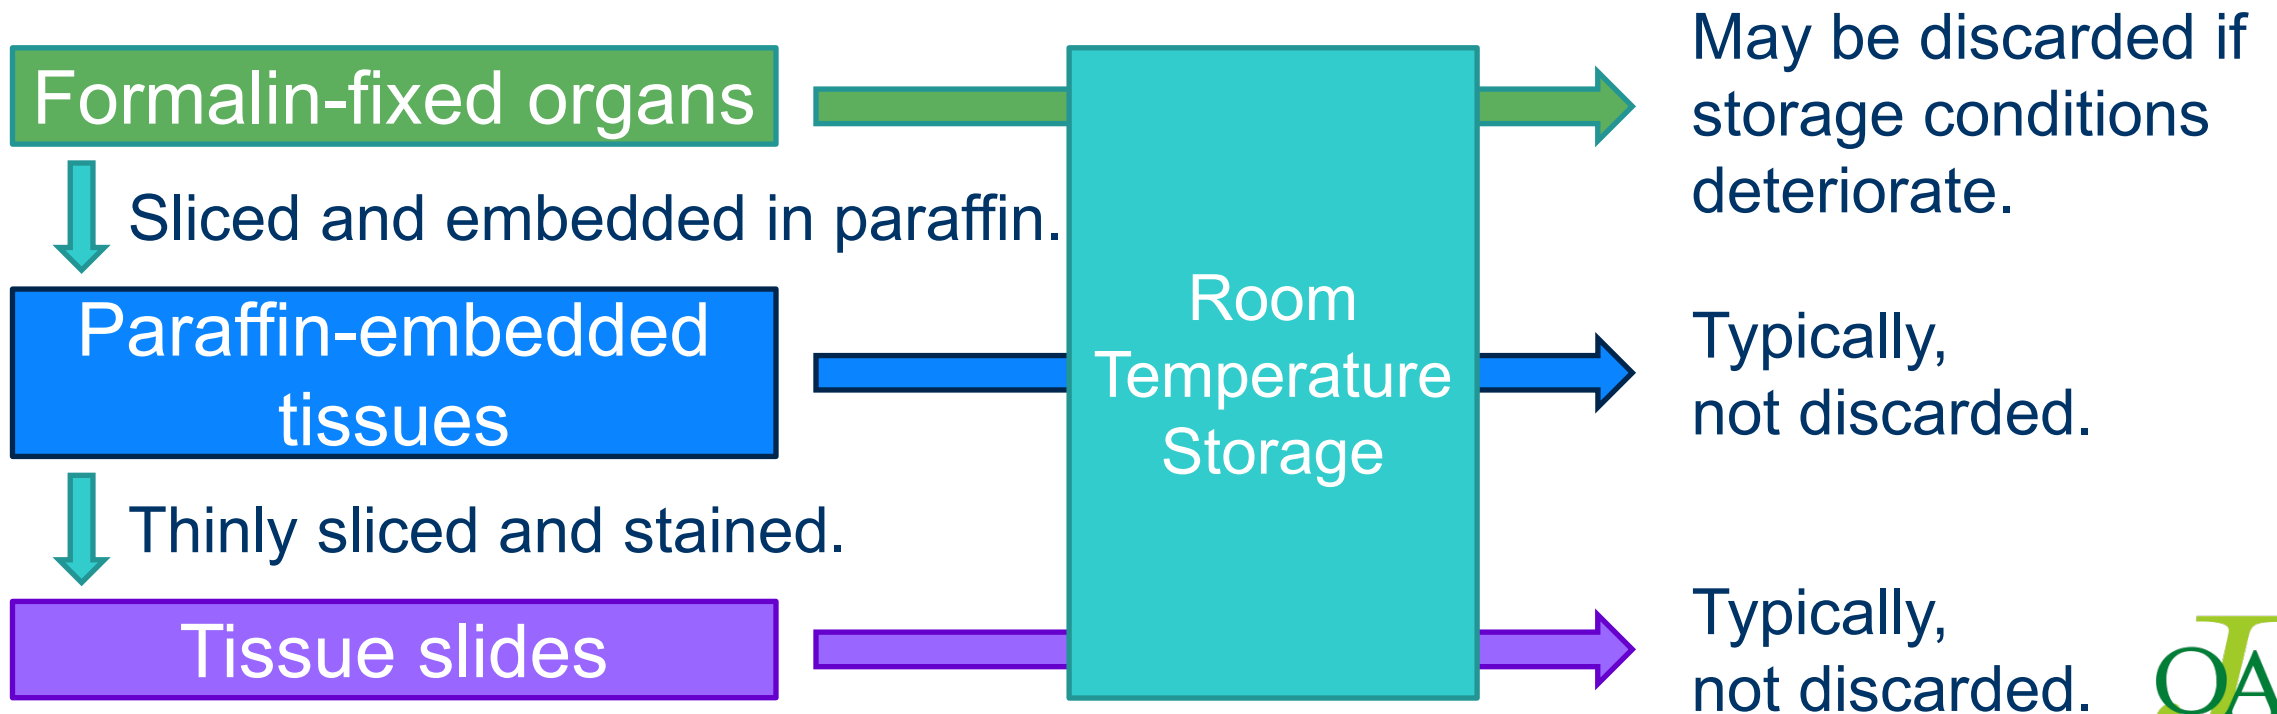 Formalin-fixed organs
Sliced and embedded in paraffin.
Paraffin-embedded
tissues
Thinly sliced and stained.
Tissue slides
Room
Temperature
Storage
May be discarded if
storage conditions
deteriorate.
Typically,
not discarded.
Typically,
not discarded.
JOA